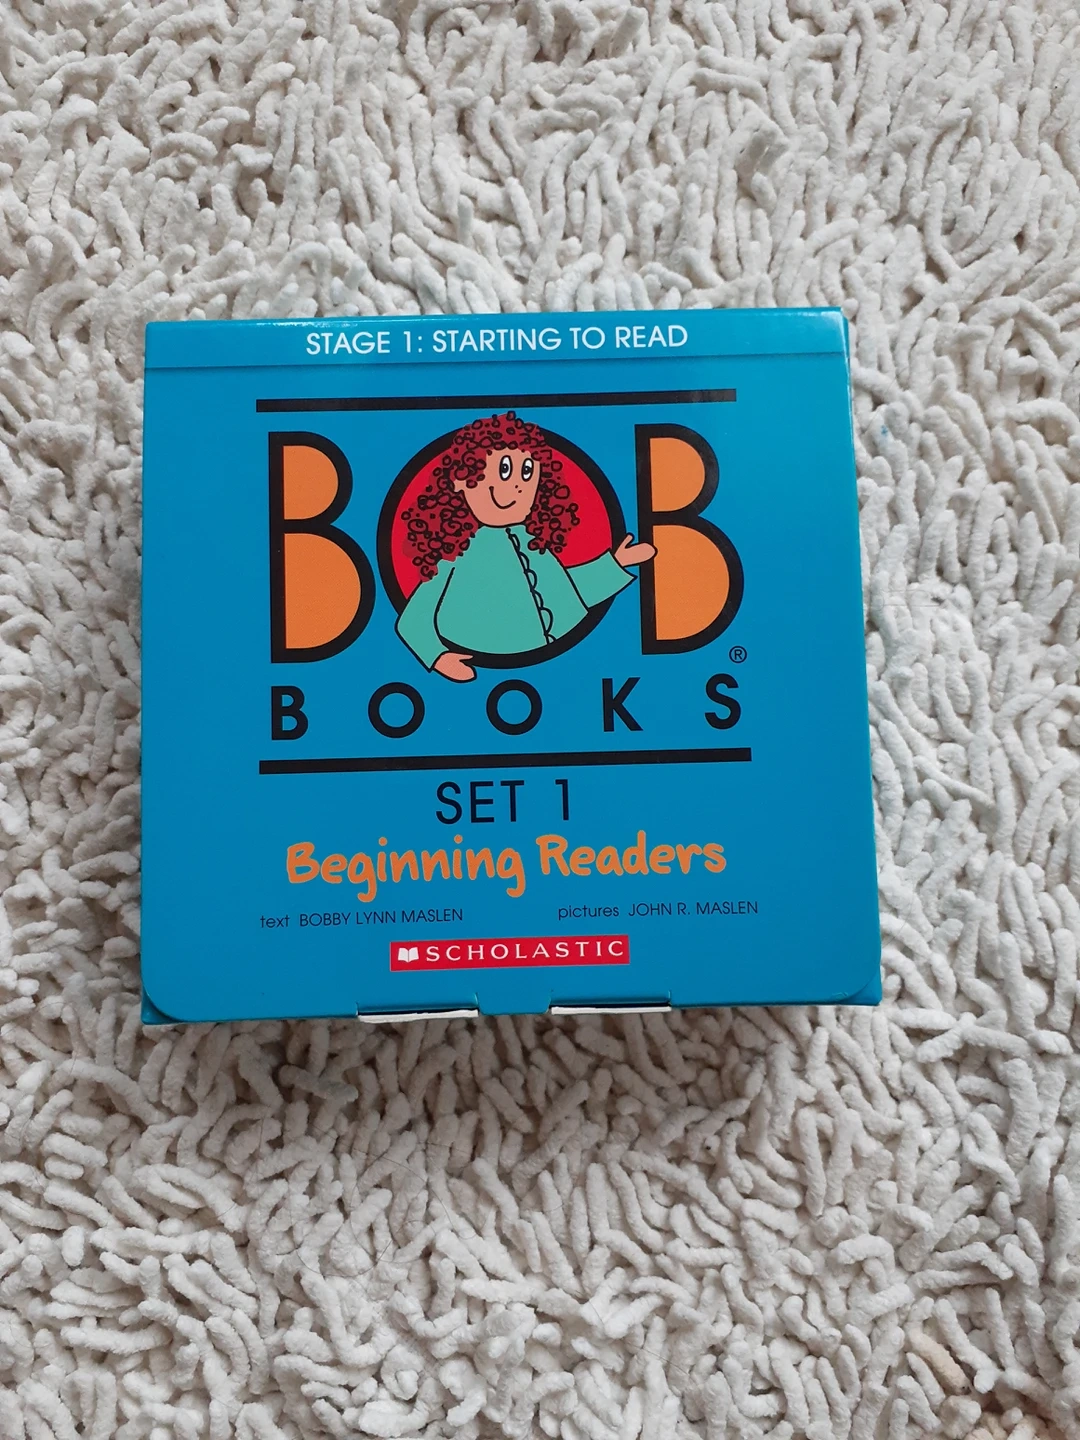 STAGE 1: STARTING TO READ
BOB
BOOKS®
SET 1
Beginning Readers
text BOBBY LYNN MASLEN pictures JOHN R. MASLEN
SCHOLASTIC